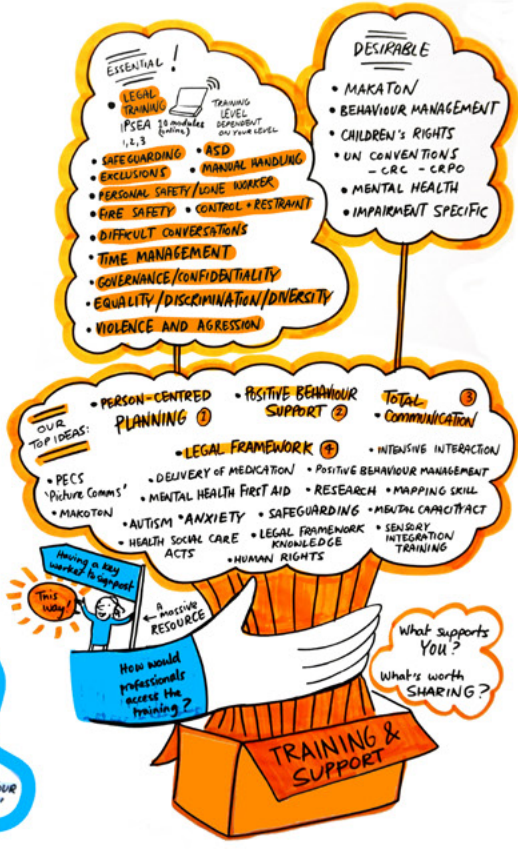 ESSENTIAL !
• LEGAL
TRAINING
IPSEA 10 modules
1,2,3 (online)
TRAINING
LEVEL
DEPENDENT
ON YOUR LEVEL
• SAFEGUARDING • ASD
• EXCLUSIONS • MANUAL HANDLING
• PERSONAL SAFETY/LONE WORKER
• FIRE SAFETY • CONTROL + RESTRAINT
• DIFFICULT CONVERSATIONS
• TIME MANAGEMENT
• GOVERNANCE/CONFIDENTIALITY
• EQUALITY/DISCRIMINATION/DIVERSITY
• VIOLENCE AND AGRESSION
DESIRABLE
• MAKATON
• BEHAVIOUR MANAGEMENT
• CHILDREN'S RIGHTS
• UN CONVENTIONS
- CRC - CRPO
• MENTAL HEALTH
• IMPAIRMENT SPECIFIC
OUR
TOP IDEAS:
• PERSON-CENTRED
PLANNING ①
• POSITIVE BEHAVIOUR
SUPPORT ②
TOTAL ③
• COMMUNICATION
• LEGAL FRAMEWORK ④
• INTENSIVE INTERACTION
• PECS
'Picture Comms'
• MAKOTON
• DELIVERY OF MEDICATION • POSITIVE BEHAVIOUR MANAGEMENT
• MENTAL HEALTH FIRST AID • RESEARCH • MAPPING SKILL
• AUTISM • ANXIETY • SAFEGUARDING • MENTAL CAPACITY ACT
• HEALTH SOCIAL CARE
ACTS
• LEGAL FRAMEWORK
KNOWLEDGE
• SENSORY
INTEGRATION
TRAINING
• HUMAN RIGHTS
Having a key
worker to signpost
This
way!
← A
massive
RESOURCE
How would
professionals
access the
training?
What supports
YOU?
What's worth
SHARING?
TRAINING &
SUPPORT